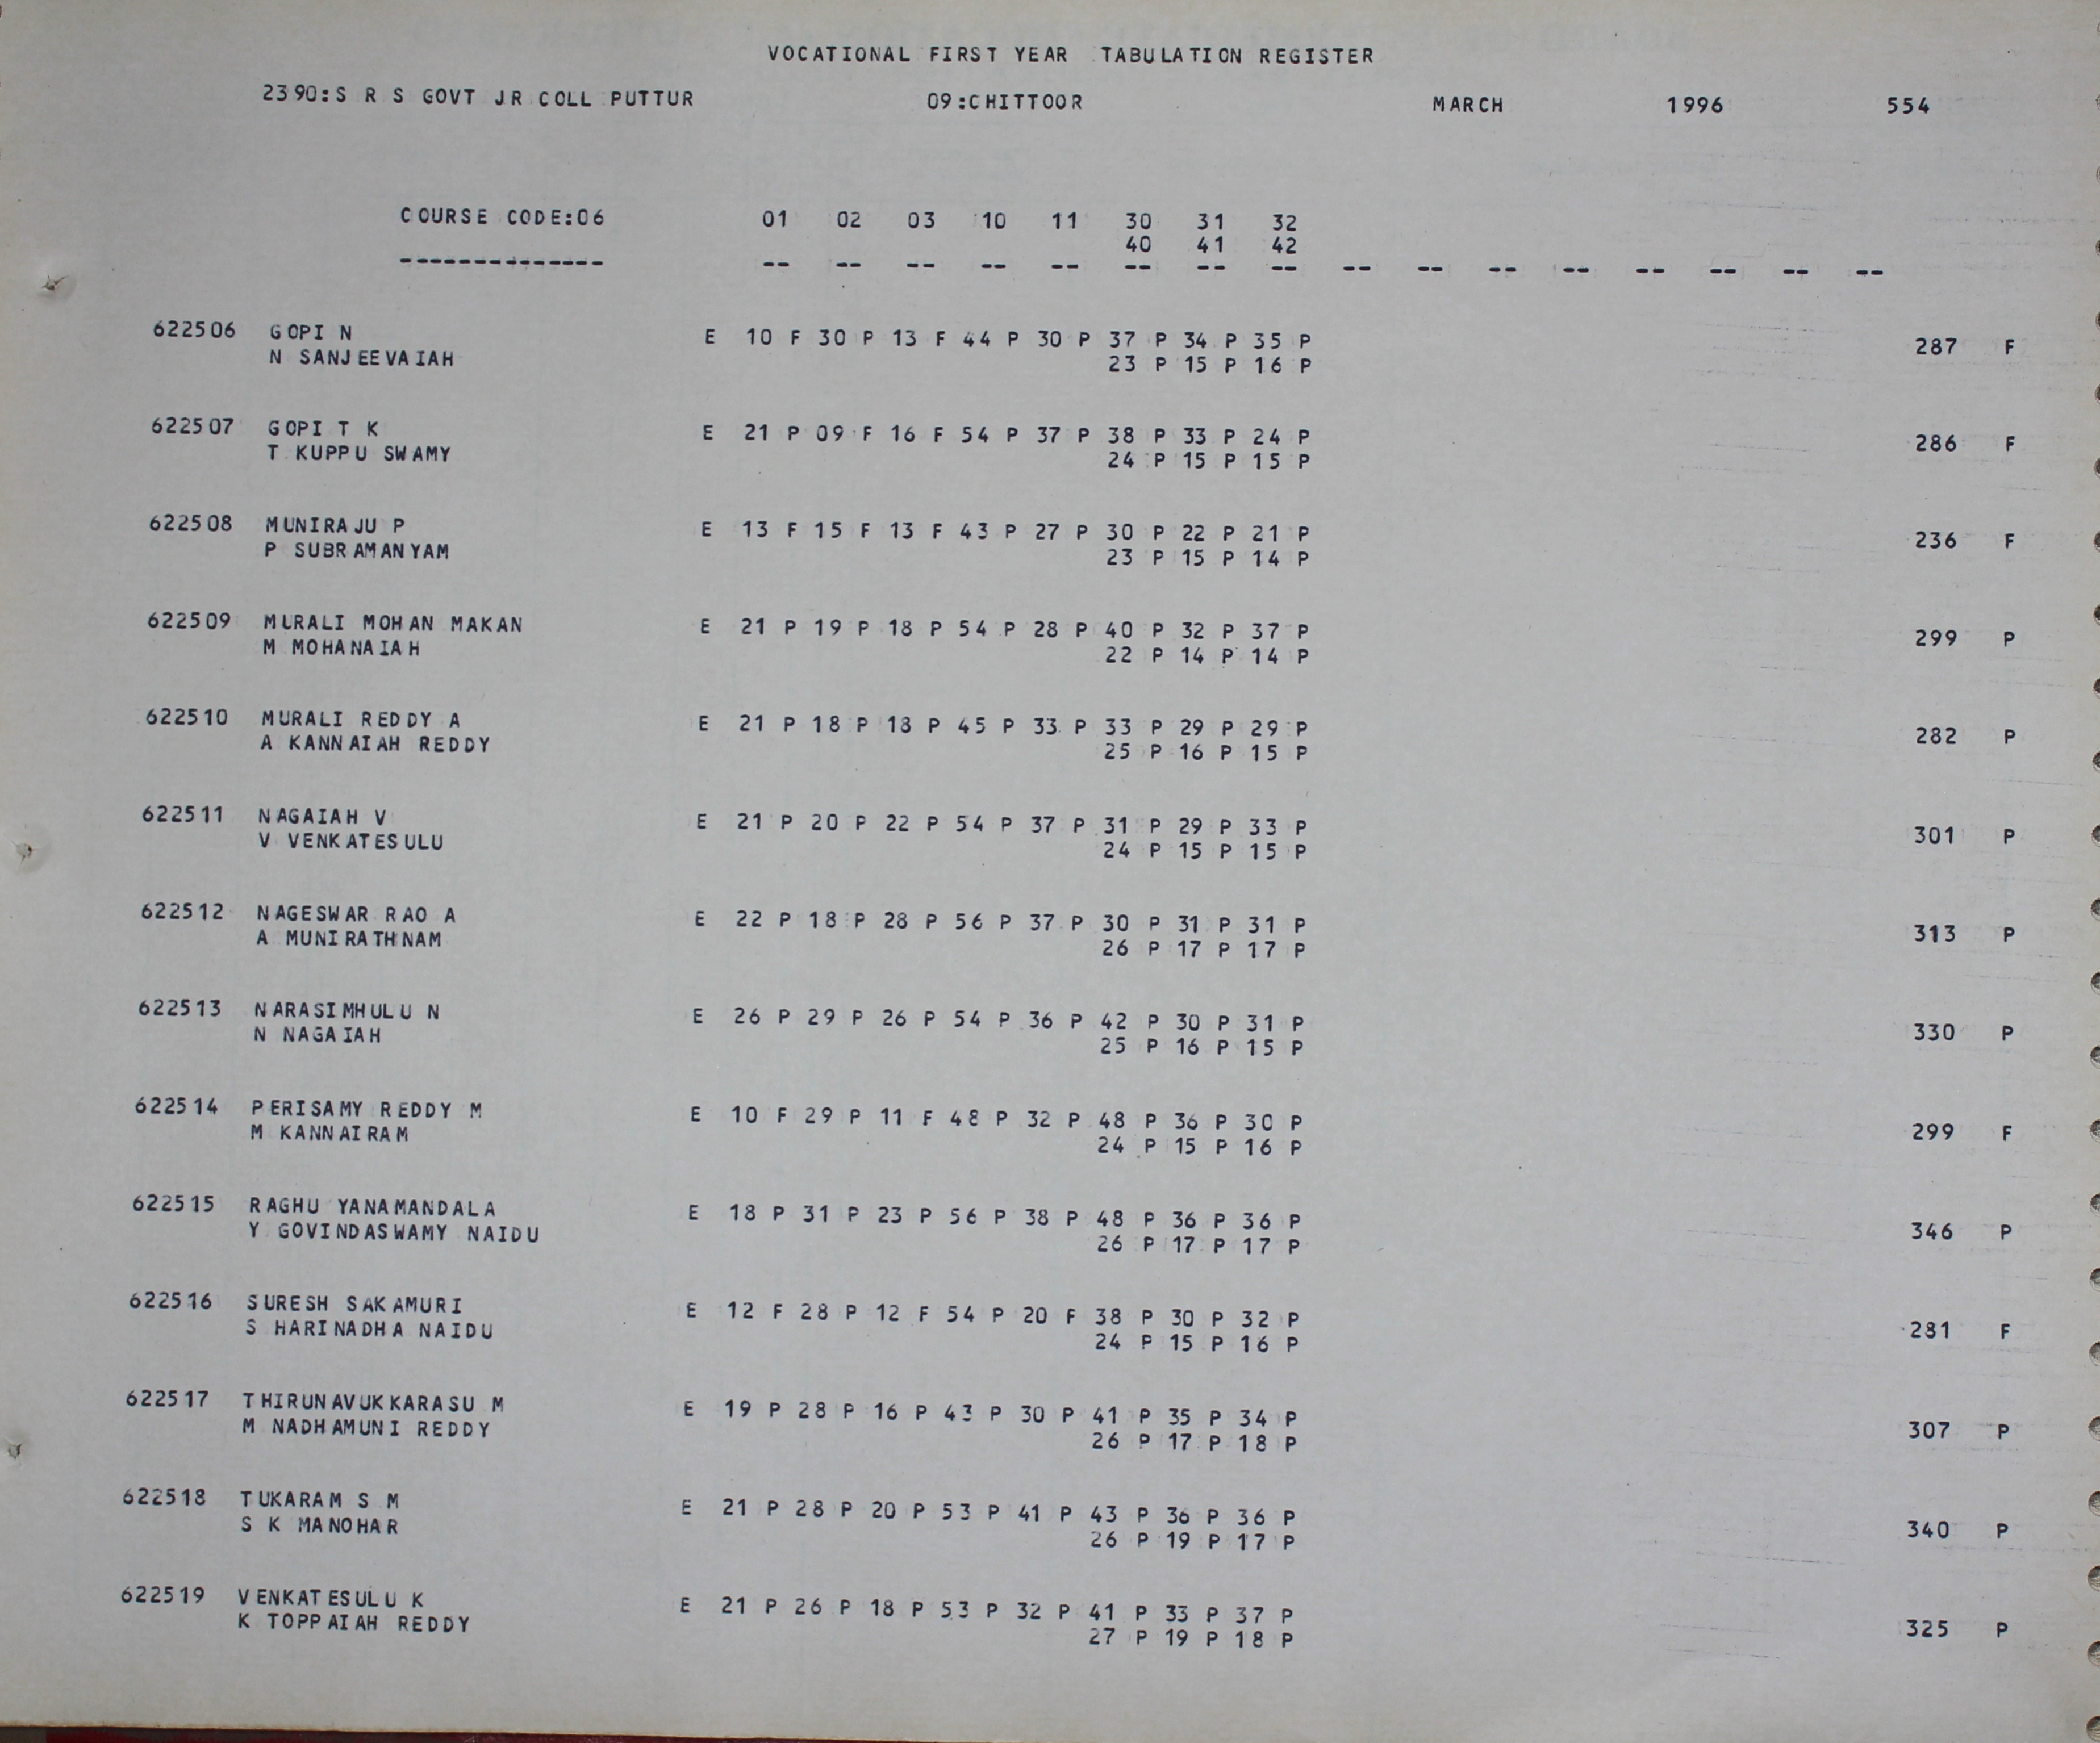 VOCATIONAL FIRST YEAR TABULATION REGISTER
2390:S R S GOVT JR COLL PUTTUR 09:CHITTOOR MARCH 1996 554
COURSE CODE:06 01 02 03 10 11 30 31 32
40 41 42
-------------- -- -- -- -- -- -- -- -- -- -- -- -- -- -- -- --
622506 GOPI N E 10 F 30 P 13 F 44 P 30 P 37 P 34 P 35 P 287 F
N SANJEEVAIAH 23 P 15 P 16 P
622507 GOPI T K E 21 P 09 F 16 F 54 P 37 P 38 P 33 P 24 P 286 F
T KUPPU SWAMY 24 P 15 P 15 P
622508 MUNIRAJU P E 13 F 15 F 13 F 43 P 27 P 30 P 22 P 21 P 236 F
P SUBRAMANYAM 23 P 15 P 14 P
622509 MURALI MOHAN MAKAN E 21 P 19 P 18 P 54 P 28 P 40 P 32 P 37 P 299 P
M MOHANAIAH 22 P 14 P 14 P
622510 MURALI REDDY A E 21 P 18 P 18 P 45 P 33 P 33 P 29 P 29 P 282 P
A KANNAIAH REDDY 25 P 16 P 15 P
622511 NAGAIAH V E 21 P 20 P 22 P 54 P 37 P 31 P 29 P 33 P 301 P
V VENKATESULU 24 P 15 P 15 P
622512 NAGESWAR RAO A E 22 P 18 P 28 P 56 P 37 P 30 P 31 P 31 P 313 P
A MUNIRATHNAM 26 P 17 P 17 P
622513 NARASIMHULU N E 26 P 29 P 26 P 54 P 36 P 42 P 30 P 31 P 330 P
N NAGAIAH 25 P 16 P 15 P
622514 PERISAMY REDDY M E 10 F 29 P 11 F 48 P 32 P 48 P 36 P 30 P 299 F
M KANNAIRAM 24 P 15 P 16 P
622515 RAGHU YANAMANDALA E 18 P 31 P 23 P 56 P 38 P 48 P 36 P 36 P 346 P
Y GOVINDASWAMY NAIDU 26 P 17 P 17 P
622516 SURESH SAKAMURI E 12 F 28 P 12 F 54 P 20 F 38 P 30 P 32 P 281 F
S HARINADHA NAIDU 24 P 15 P 16 P
622517 THIRUNAVUKKARASU M E 19 P 28 P 16 P 43 P 30 P 41 P 35 P 34 P 307 P
M NADHAMUNI REDDY 26 P 17 P 18 P
622518 TUKARAM S M E 21 P 28 P 20 P 53 P 41 P 43 P 36 P 36 P 340 P
S K MANOHAR 26 P 19 P 17 P
622519 VENKATESULU K E 21 P 26 P 18 P 53 P 32 P 41 P 33 P 37 P 325 P
K TOPPAIAH REDDY 27 P 19 P 18 P